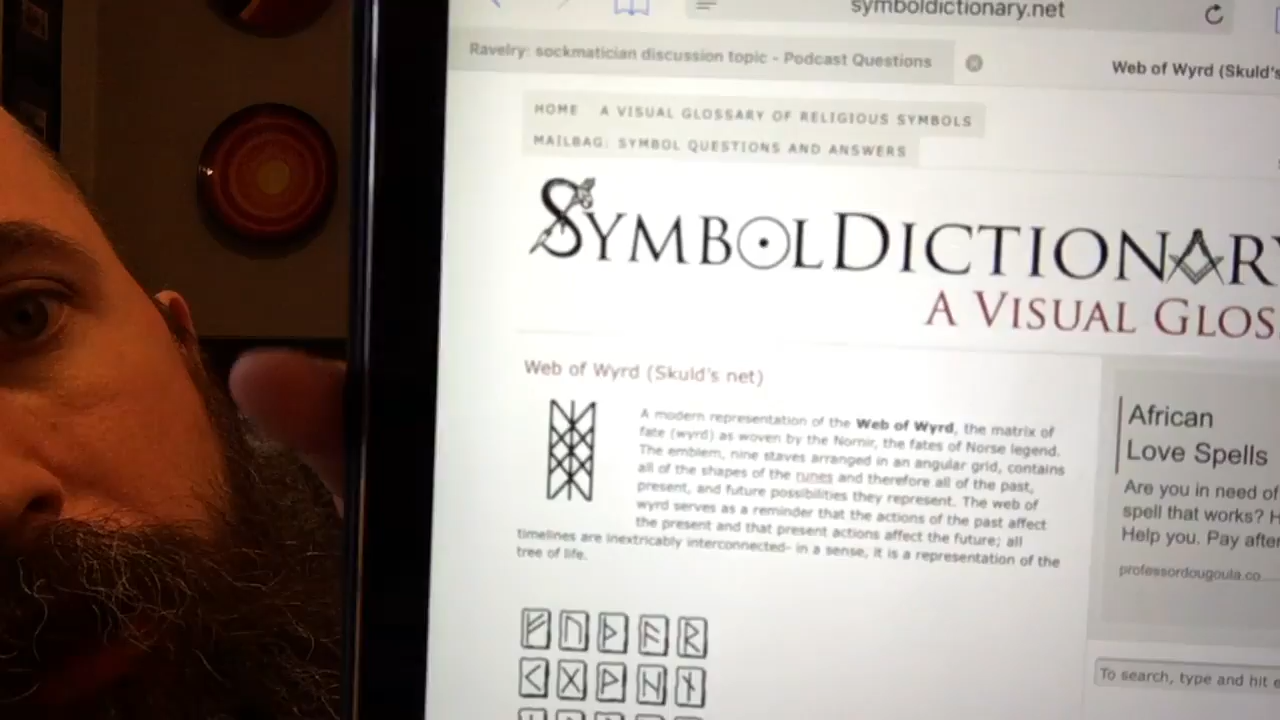 symboldictionary.net
Ravelry: sockmatician discussion topic - Podcast Questions
Web of Wyrd (Skuld's
HOME A VISUAL GLOSSARY OF RELIGIOUS SYMBOLS
MAILBAG: SYMBOL QUESTIONS AND ANSWERS
SYMBOLDICTIONARY
A VISUAL GLOS
Web of Wyrd (Skuld's net)
A modern representation of the Web of Wyrd, the matrix of
fate (wyrd) as woven by the Nornir, the fates of Norse legend.
The emblem, nine staves arranged in an angular grid, contains
all of the shapes of the runes and therefore all of the past,
present, and future possibilities they represent. The web of
wyrd serves as a reminder that the actions of the past affect
the present and that present actions affect the future; all
timelines are inextricably interconnected- in a sense, it is a representation of the
tree of life.
ᚠ ᚢ ᚦ ᚨ ᚱ
ᚲ ᚷ ᚹ ᚺ ᚾ
African
Love Spells
Are you in need of
spell that works? H
Help you. Pay after
professordougoula.co
To search, type and hit e